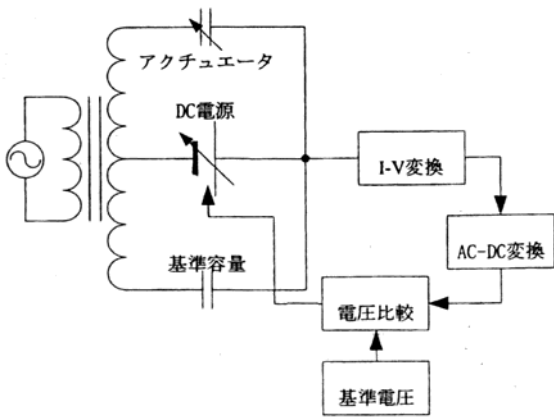 アクチュエータ
DC電源
I-V変換
AC-DC変換
基準容量
電圧比較
基準電圧